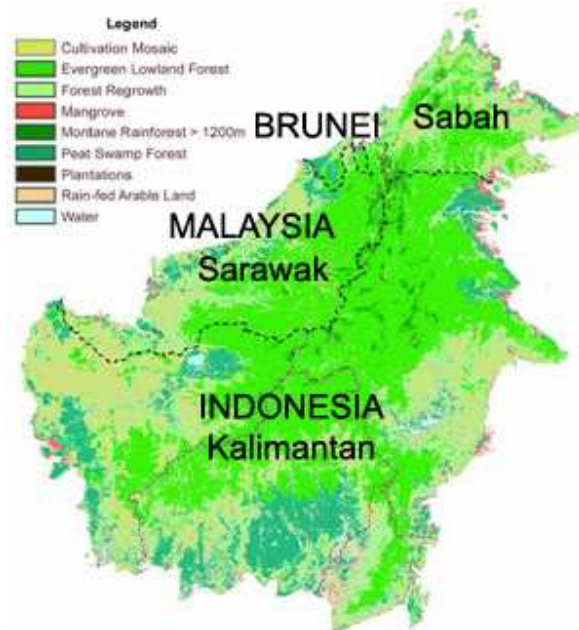 Legend
Cultivation Mosaic
Evergreen Lowland Forest
Forest Regrowth
Mangrove
Montane Rainforest > 1200m
Peat Swamp Forest
Plantations
Rain-fed Arable Land
Water
BRUNEI
Sabah
MALAYSIA
Sarawak
INDONESIA
Kalimantan